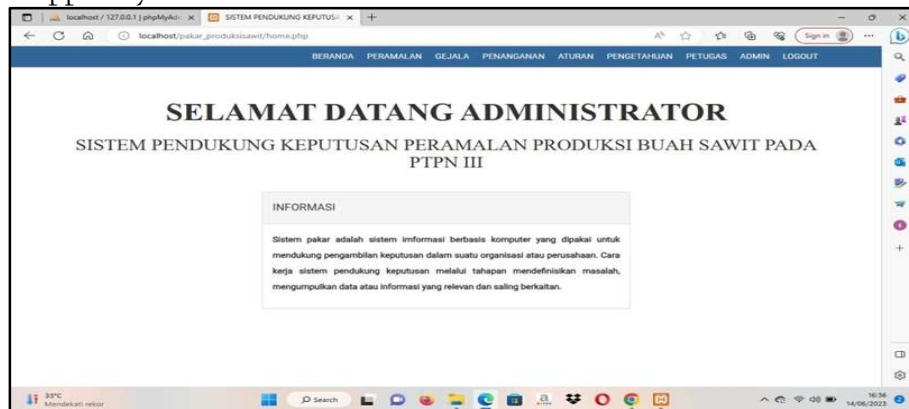 localhost / 127.0.0.1 | phpMyAd
SISTEM PENDUKUNG KEPUTUSA
localhost/pakar_produksisawit/home.php
Sign in
BERANDA PERAMALAN GEJALA PENANGANAN ATURAN PENGETAHUAN PETUGAS ADMIN LOGOUT
SELAMAT DATANG ADMINISTRATOR
SISTEM PENDUKUNG KEPUTUSAN PERAMALAN PRODUKSI BUAH SAWIT PADA
PTPN III
INFORMASI
Sistem pakar adalah sistem imformasi berbasis komputer yang dipakai untuk
mendukung pengambilan keputusan dalam suatu organisasi atau perusahaan. Cara
kerja sistem pendukung keputusan melalui tahapan mendefinisikan masalah,
mengumpulkan data atau informasi yang relevan dan saling berkaitan.
33°C
Mendekati rekor
Search
16:36
14/06/2023